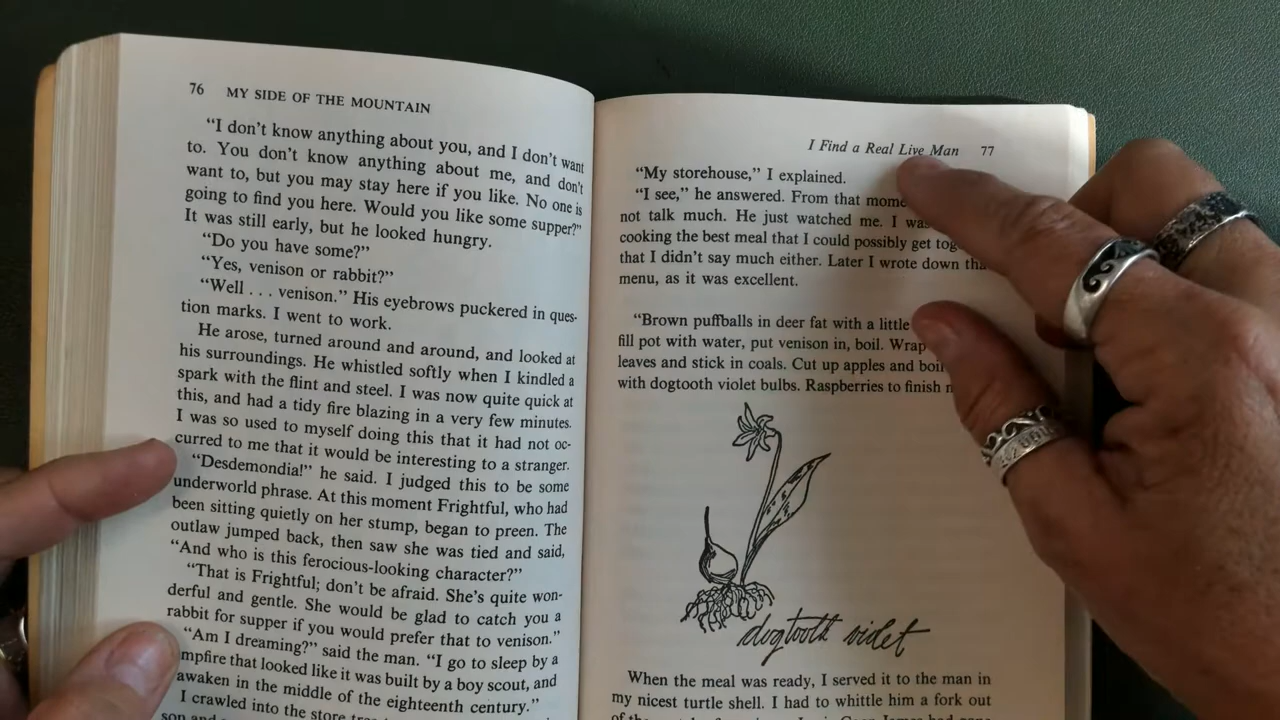 76 MY SIDE OF THE MOUNTAIN
“I don’t know anything about you, and I don’t want
to. You don’t know anything about me, and don’t
want to, but you may stay here if you like. No one is
going to find you here. Would you like some supper?”
It was still early, but he looked hungry.
“Do you have some?”
“Yes, venison or rabbit?”
“Well . . . venison.” His eyebrows puckered in ques-
tion marks. I went to work.
He arose, turned around and around, and looked at
his surroundings. He whistled softly when I kindled a
spark with the flint and steel. I was now quite quick at
this, and had a tidy fire blazing in a very few minutes.
I was so used to myself doing this that it had not oc-
curred to me that it would be interesting to a stranger.
“Desdemondia!” he said. I judged this to be some
underworld phrase. At this moment Frightful, who had
been sitting quietly on her stump, began to preen. The
outlaw jumped back, then saw she was tied and said,
“And who is this ferocious-looking character?”
“That is Frightful; don’t be afraid. She’s quite won-
derful and gentle. She would be glad to catch you a
rabbit for supper if you would prefer that to venison.”
“Am I dreaming?” said the man. “I go to sleep by a
mpfire that looked like it was built by a boy scout, and
awaken in the middle of the eighteenth century.”
I crawled into the store
I Find a Real Live Man 77
“My storehouse,” I explained.
“I see,” he answered. From that mome
not talk much. He just watched me. I was
cooking the best meal that I could possibly get tog
that I didn’t say much either. Later I wrote down tha
menu, as it was excellent.
“Brown puffballs in deer fat with a little
fill pot with water, put venison in, boil. Wrap
leaves and stick in coals. Cut up apples and boi
with dogtooth violet bulbs. Raspberries to finish
dogtooth violet
When the meal was ready, I served it to the man in
my nicest turtle shell. I had to whittle him a fork out